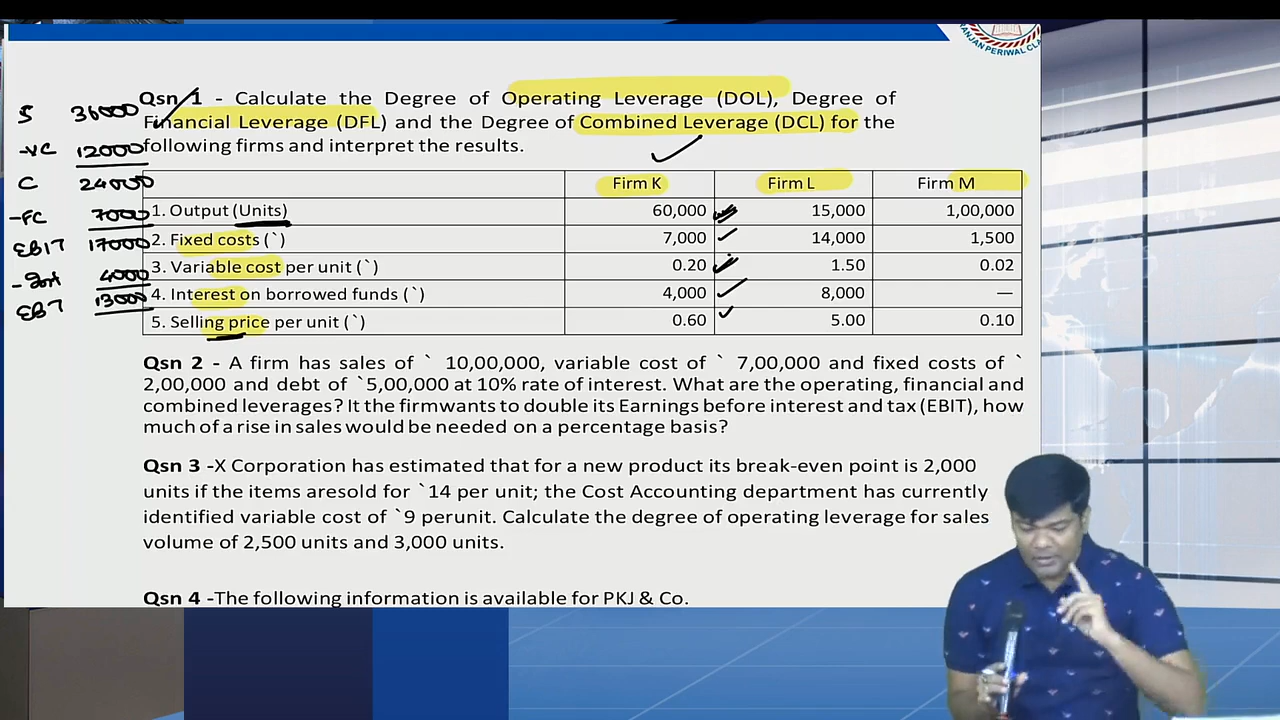 ANJAN PERIWAL CLA
Qsn 1 - Calculate the Degree of Operating Leverage (DOL), Degree of
Financial Leverage (DFL) and the Degree of Combined Leverage (DCL) for the
following firms and interpret the results.
S 36000
-VC 12000
C 24000
-FC 7000
EBIT 17000
-Int 4000
EBT 13000
Firm K Firm L Firm M
1. Output (Units) 60,000 15,000 1,00,000
2. Fixed costs (`) 7,000 14,000 1,500
3. Variable cost per unit (`) 0.20 1.50 0.02
4. Interest on borrowed funds (`) 4,000 8,000 —
5. Selling price per unit (`) 0.60 5.00 0.10
Qsn 2 - A firm has sales of ` 10,00,000, variable cost of ` 7,00,000 and fixed costs of `
2,00,000 and debt of `5,00,000 at 10% rate of interest. What are the operating, financial and
combined leverages? It the firmwants to double its Earnings before interest and tax (EBIT), how
much of a rise in sales would be needed on a percentage basis?
Qsn 3 -X Corporation has estimated that for a new product its break-even point is 2,000
units if the items aresold for `14 per unit; the Cost Accounting department has currently
identified variable cost of `9 perunit. Calculate the degree of operating leverage for sales
volume of 2,500 units and 3,000 units.
Qsn 4 -The following information is available for PKJ & Co.